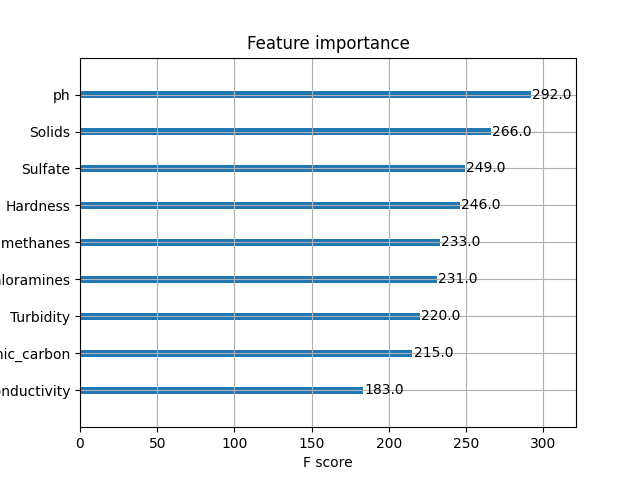 Feature importance
ph
292.0
Solids
266.0
Sulfate
249.0
Hardness
246.0
methanes
233.0
loramines
231.0
Turbidity
220.0
nic_carbon
215.0
nductivity
183.0
0 50 100 150 200 250 300
F score